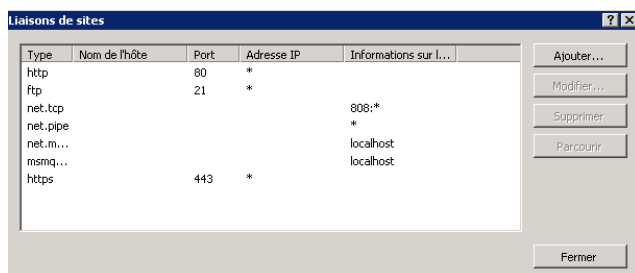 Liaisons de sites
Type Nom de l'hôte Port Adresse IP Informations sur l...
http 80 *
ftp 21 *
net.tcp 808:*
net.pipe *
net.m... localhost
msmq... localhost
https 443 *
Ajouter...
Modifier...
Supprimer
Parcourir
Fermer